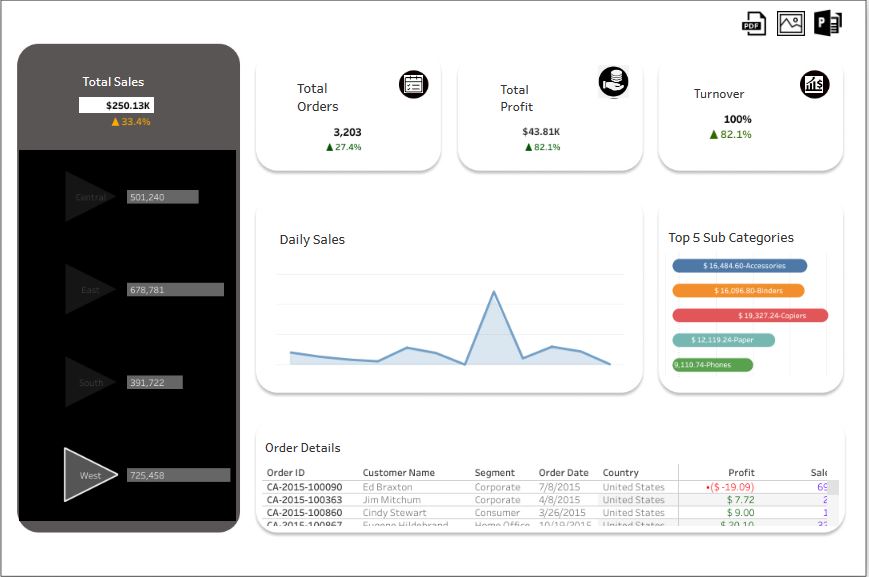 PDF
P
Total Sales
$250.13K
▲33.4%
Central
501,240
East
678,781
South
391,722
West
725,458
Total
Orders
3,203
▲27.4%
Total
Profit
$43.81K
▲82.1%
Turnover
100%
▲82.1%
Daily Sales
Top 5 Sub Categories
$ 16,484.60-Accessories
$ 16,096.80-Binders
$ 19,327.24-Copiers
$ 12,119.24-Paper
9,110.74-Phones
Order Details
Order ID Customer Name Segment Order Date Country Profit Sale
CA-2015-100090 Ed Braxton Corporate 7/8/2015 United States •($ -19.09) 69
CA-2015-100363 Jim Mitchum Corporate 4/8/2015 United States $ 7.72 2
CA-2015-100860 Cindy Stewart Consumer 3/26/2015 United States $ 9.00 1
CA-2015-100867 Eugene Hildebrand Home Office 10/19/2015 United States $ 20.10 32